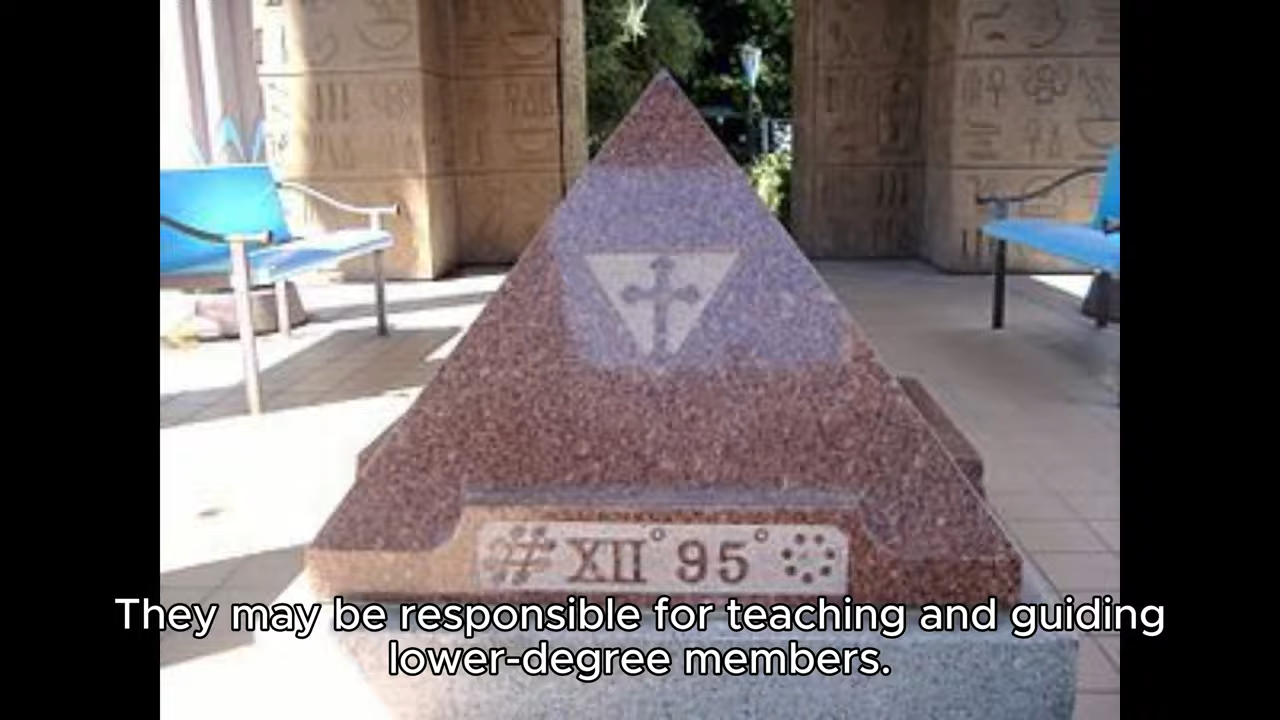 # XII° 95°
They may be responsible for teaching and guiding
lower-degree members.